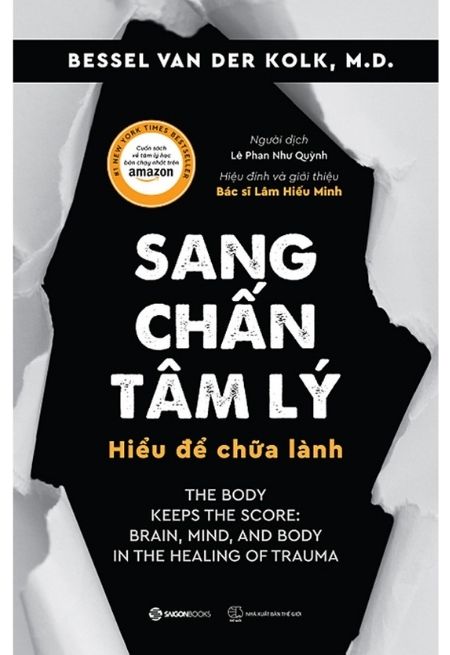 BESSEL VAN DER KOLK, M.D.
#1 NEW YORK TIMES BESTSELLER
Cuốn sách
về tâm lý học
bán chạy nhất trên
amazon
Người dịch
Lê Phan Như Quỳnh
Hiệu đính và giới thiệu
Bác sĩ Lâm Hiếu Minh
SANG
CHẤN
TÂM LÝ
Hiểu để chữa lành
THE BODY
KEEPS THE SCORE:
BRAIN, MIND, AND BODY
IN THE HEALING OF TRAUMA
SAIGONBOOKS
NHÀ XUẤT BẢN THẾ GIỚI